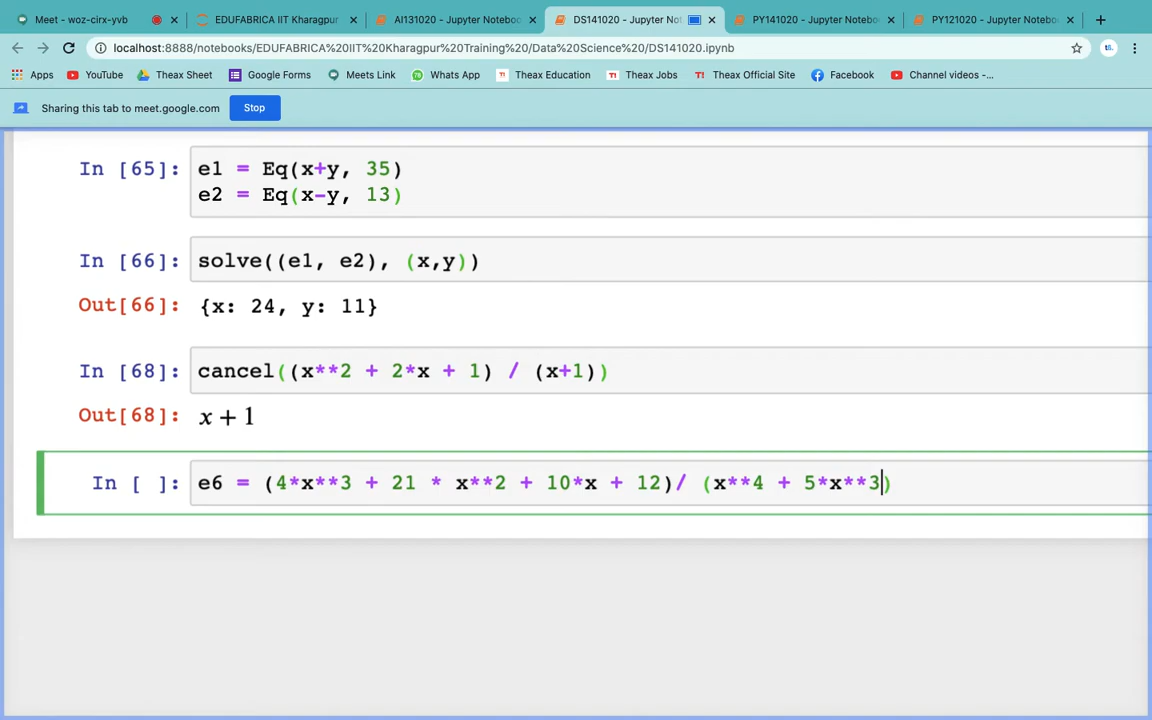 Meet - woz-cirx-yvb
EDUFABRICA IIT Kharagpur
AI131020 - Jupyter Notebo
DS141020 - Jupyter Not
PY141020 - Jupyter Notebo
PY121020 - Jupyter Notebo
localhost:8888/notebooks/EDUFABRICA%20IIT%20Kharagpur%20Training%20/Data%20Science%20/DS141020.ipynb
Apps YouTube Theax Sheet Google Forms Meets Link Whats App TI Theax Education TI Theax Jobs TI Theax Official Site Facebook Channel videos -...
Sharing this tab to meet.google.com Stop
In [65]: e1 = Eq(x+y, 35)
e2 = Eq(x-y, 13)
In [66]: solve((e1, e2), (x,y))
Out[66]: {x: 24, y: 11}
In [68]: cancel((x**2 + 2*x + 1) / (x+1))
Out[68]: x + 1
In [ ]: e6 = (4*x**3 + 21 * x**2 + 10*x + 12)/ (x**4 + 5*x**3)